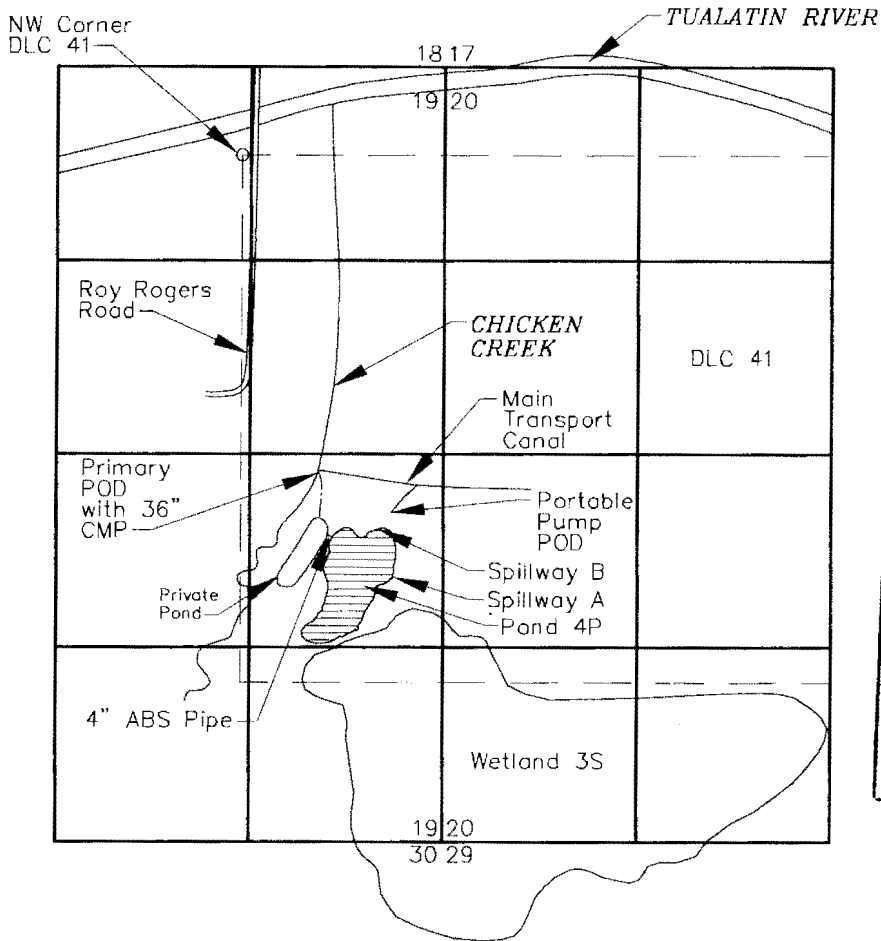 NW Corner
DLC 41
TUALATIN RIVER
18 17
19 20
Roy Rogers
Road
CHICKEN
CREEK
DLC 41
Main
Transport
Canal
Primary
POD
with 36"
CMP
Portable
Pump
POD
Spillway B
Private
Pond
Spillway A
Pond 4P
4" ABS Pipe
Wetland 3S
19 20
30 29